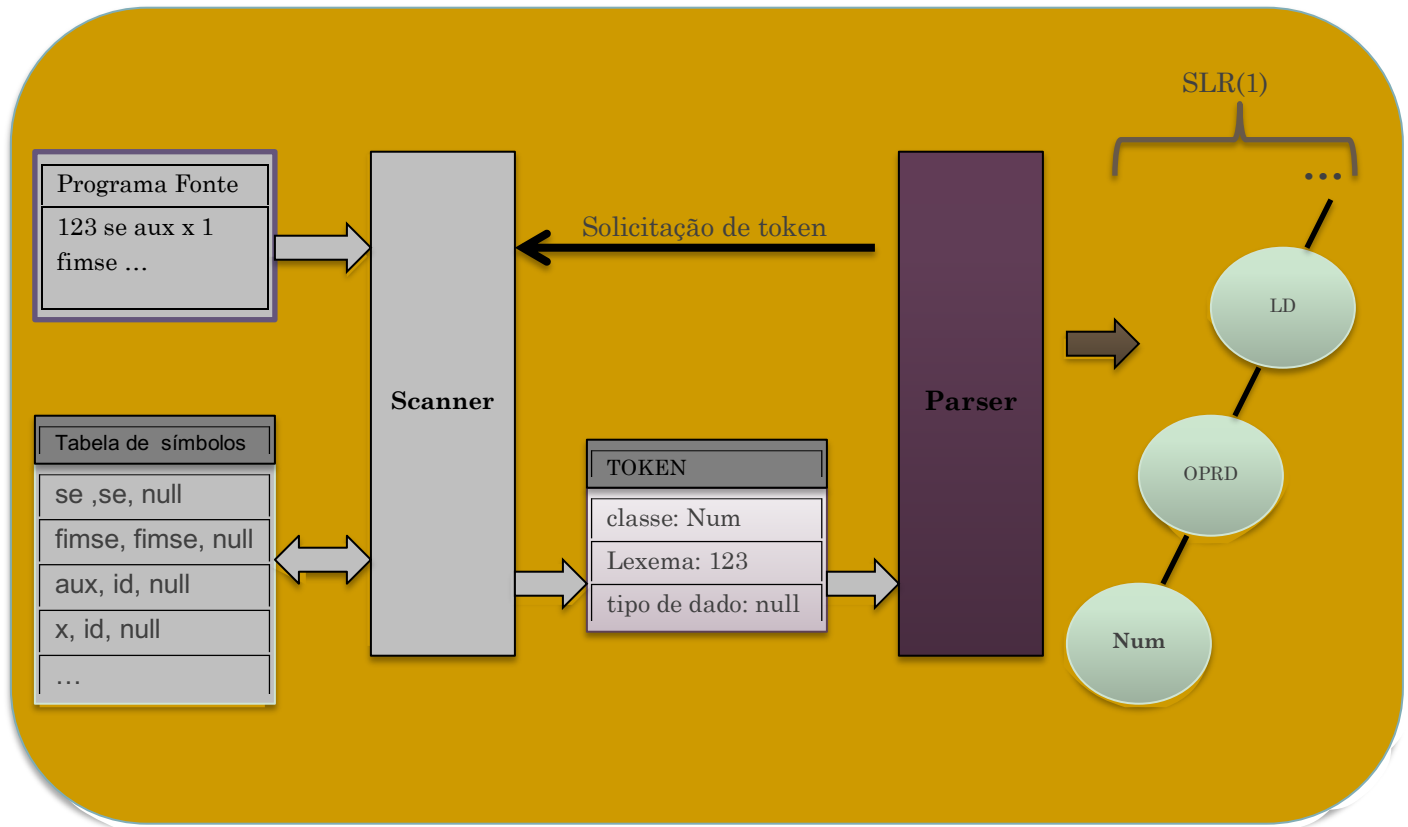 SLR(1)
...
Programa Fonte
123 se aux x 1
fimse ...
Solicitação de token
LD
Scanner
Parser
Tabela de símbolos
se ,se, null
fimse, fimse, null
aux, id, null
x, id, null
...
TOKEN
classe: Num
Lexema: 123
tipo de dado: null
OPRD
Num